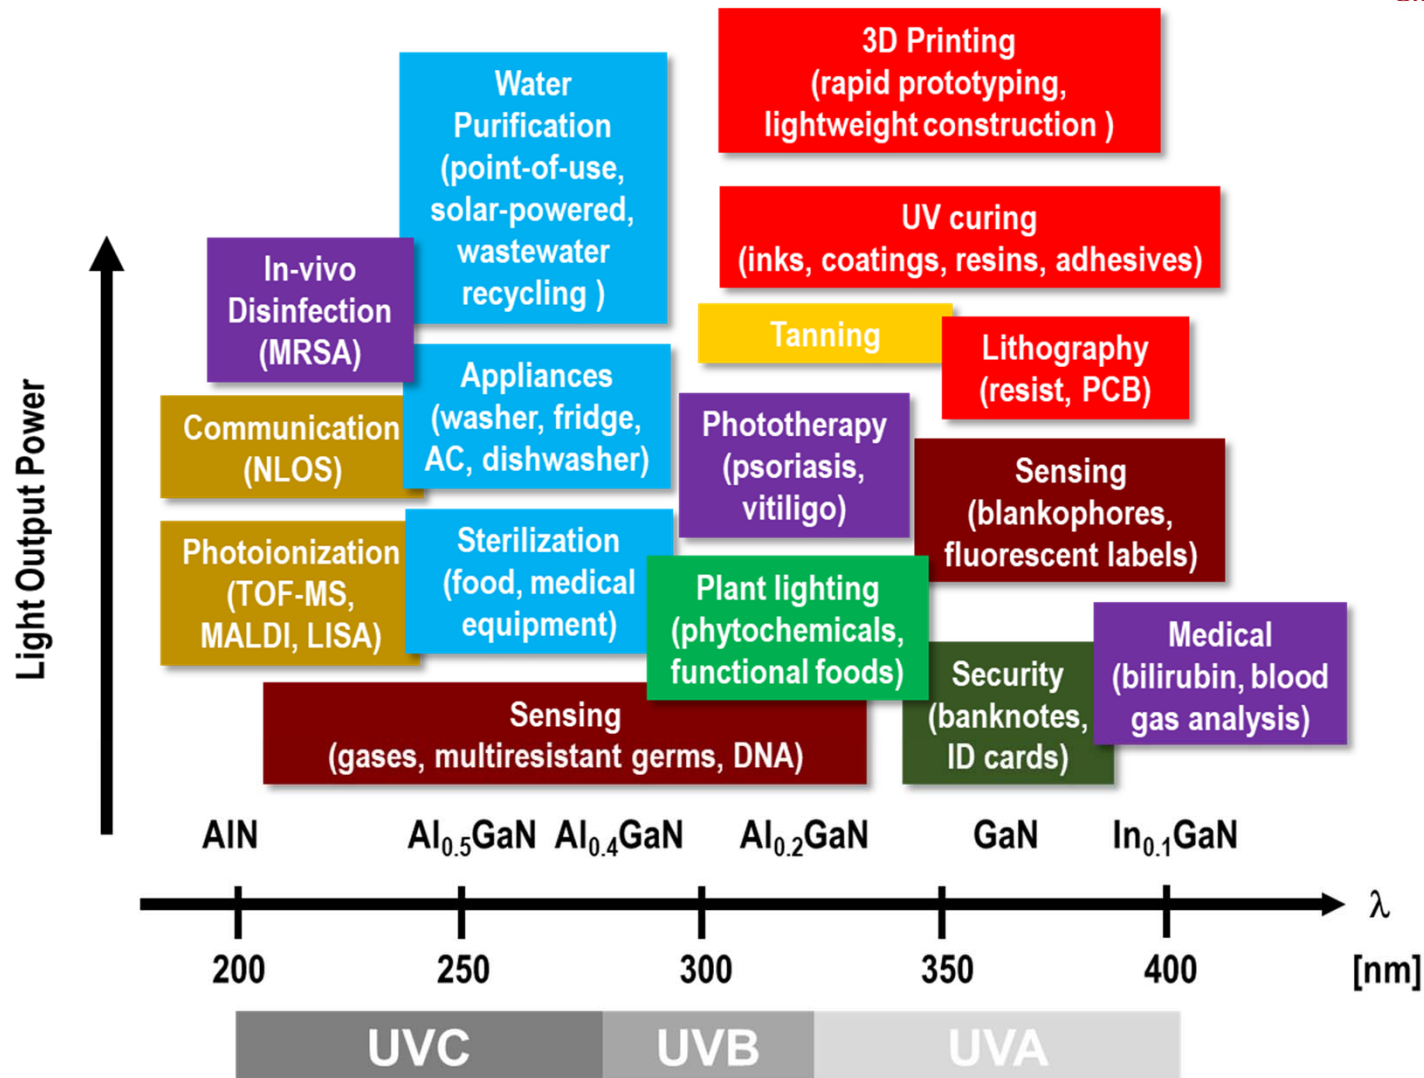 3D Printing
(rapid prototyping,
lightweight construction )
Water
Purification
(point-of-use,
solar-powered,
wastewater
recycling )
UV curing
(inks, coatings, resins, adhesives)
In-vivo
Disinfection
(MRSA)
Tanning
Lithography
(resist, PCB)
Appliances
(washer, fridge,
AC, dishwasher)
Communication
(NLOS)
Phototherapy
(psoriasis,
vitiligo)
Sensing
(blankophores,
fluorescent labels)
Photoionization
(TOF-MS,
MALDI, LISA)
Sterilization
(food, medical
equipment)
Plant lighting
(phytochemicals,
functional foods)
Medical
(bilirubin, blood
gas analysis)
Security
(banknotes,
ID cards)
Sensing
(gases, multiresistant germs, DNA)
Light Output Power
AlN Al0.5GaN Al0.4GaN Al0.2GaN GaN In0.1GaN
λ
200 250 300 350 400 [nm]
UVC UVB UVA